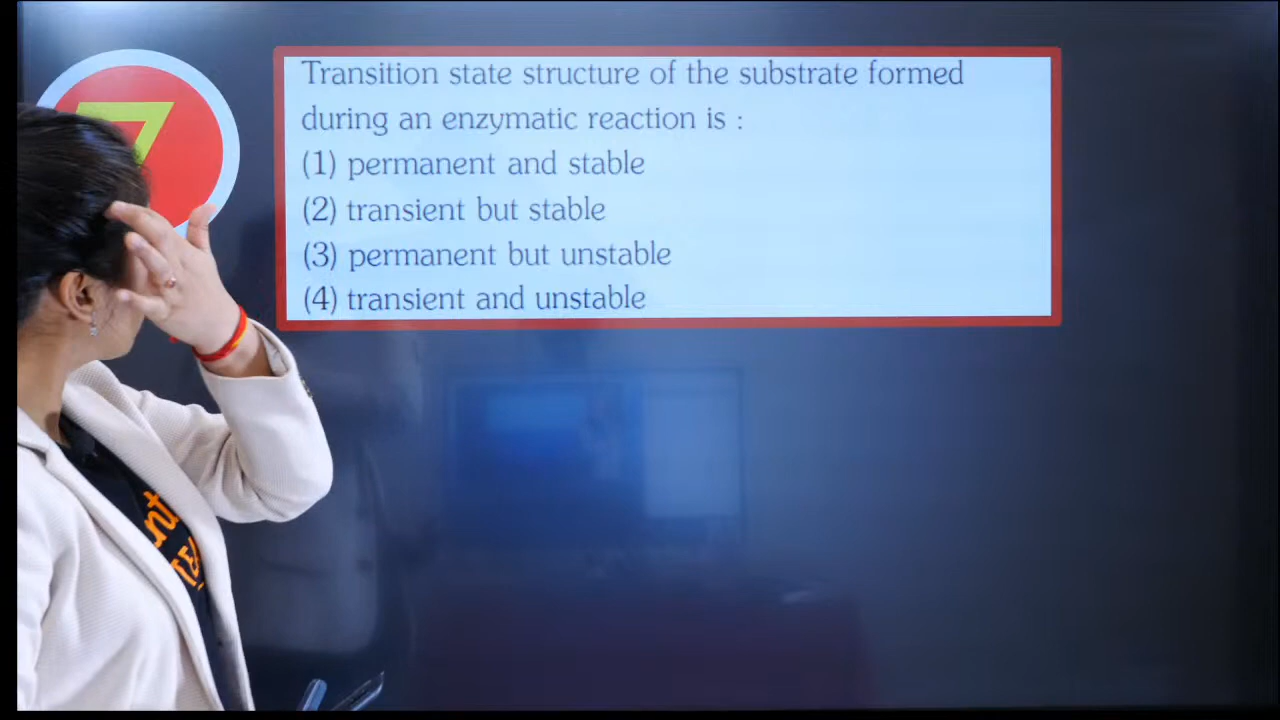 7
Transition state structure of the substrate formed
during an enzymatic reaction is :
(1) permanent and stable
(2) transient but stable
(3) permanent but unstable
(4) transient and unstable